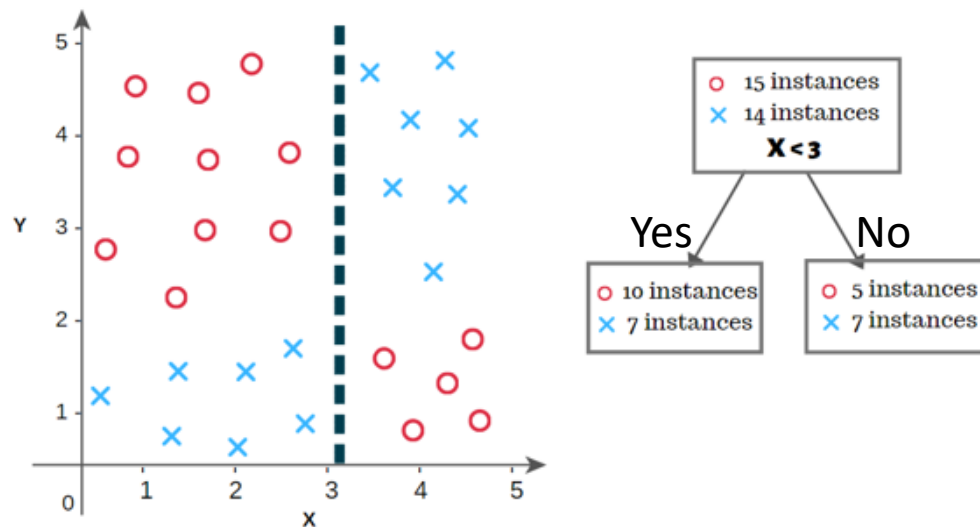 5
4
3
2
1
0
1
2
3
4
5
Y
X
15 instances
14 instances
X < 3
Yes
No
10 instances
7 instances
5 instances
7 instances